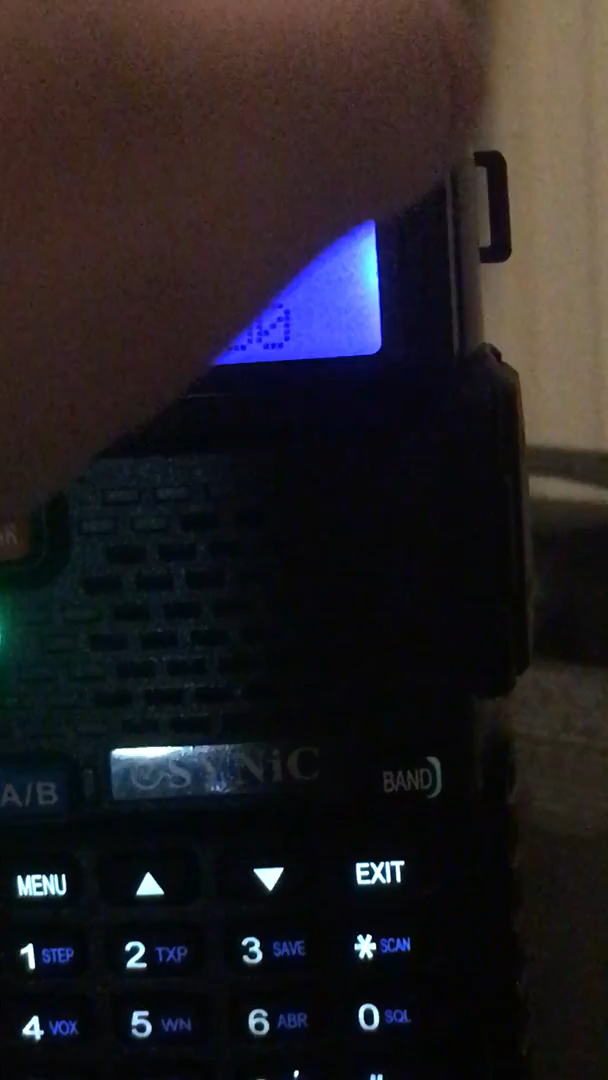 A/B
SYNiC
BAND
MENU ▲ ▼ EXIT
1 STEP 2 TXP 3 SAVE * SCAN
4 VOX 5 WN 6 ABR 0 SQL